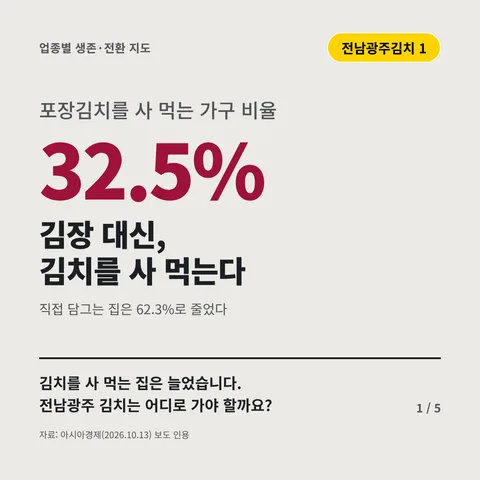 업종별 생존·전환 지도
전남광주김치 1
포장김치를 사 먹는 가구 비율
32.5%
김장 대신,
김치를 사 먹는다
직접 담그는 집은 62.3%로 줄었다
김치를 사 먹는 집은 늘었습니다.
전남광주 김치는 어디로 가야 할까요?
1 / 5
자료: 아시아경제(2026.10.13) 보도 인용